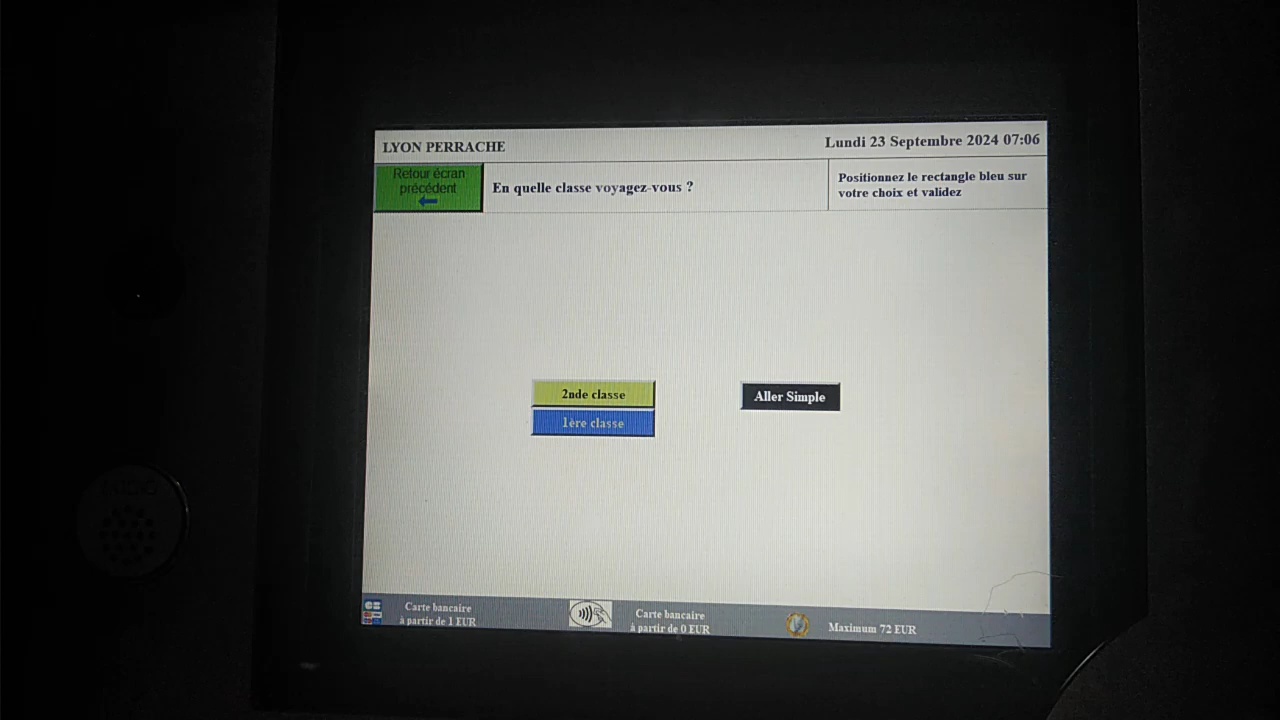 LYON PERRACHE
Lundi 23 Septembre 2024 07:06
Retour écran
précédent
En quelle classe voyagez-vous ?
Positionnez le rectangle bleu sur
votre choix et validez
2nde classe
1ère classe
Aller Simple
Carte bancaire
à partir de 1 EUR
Carte bancaire
à partir de 0 EUR
Maximum 72 EUR